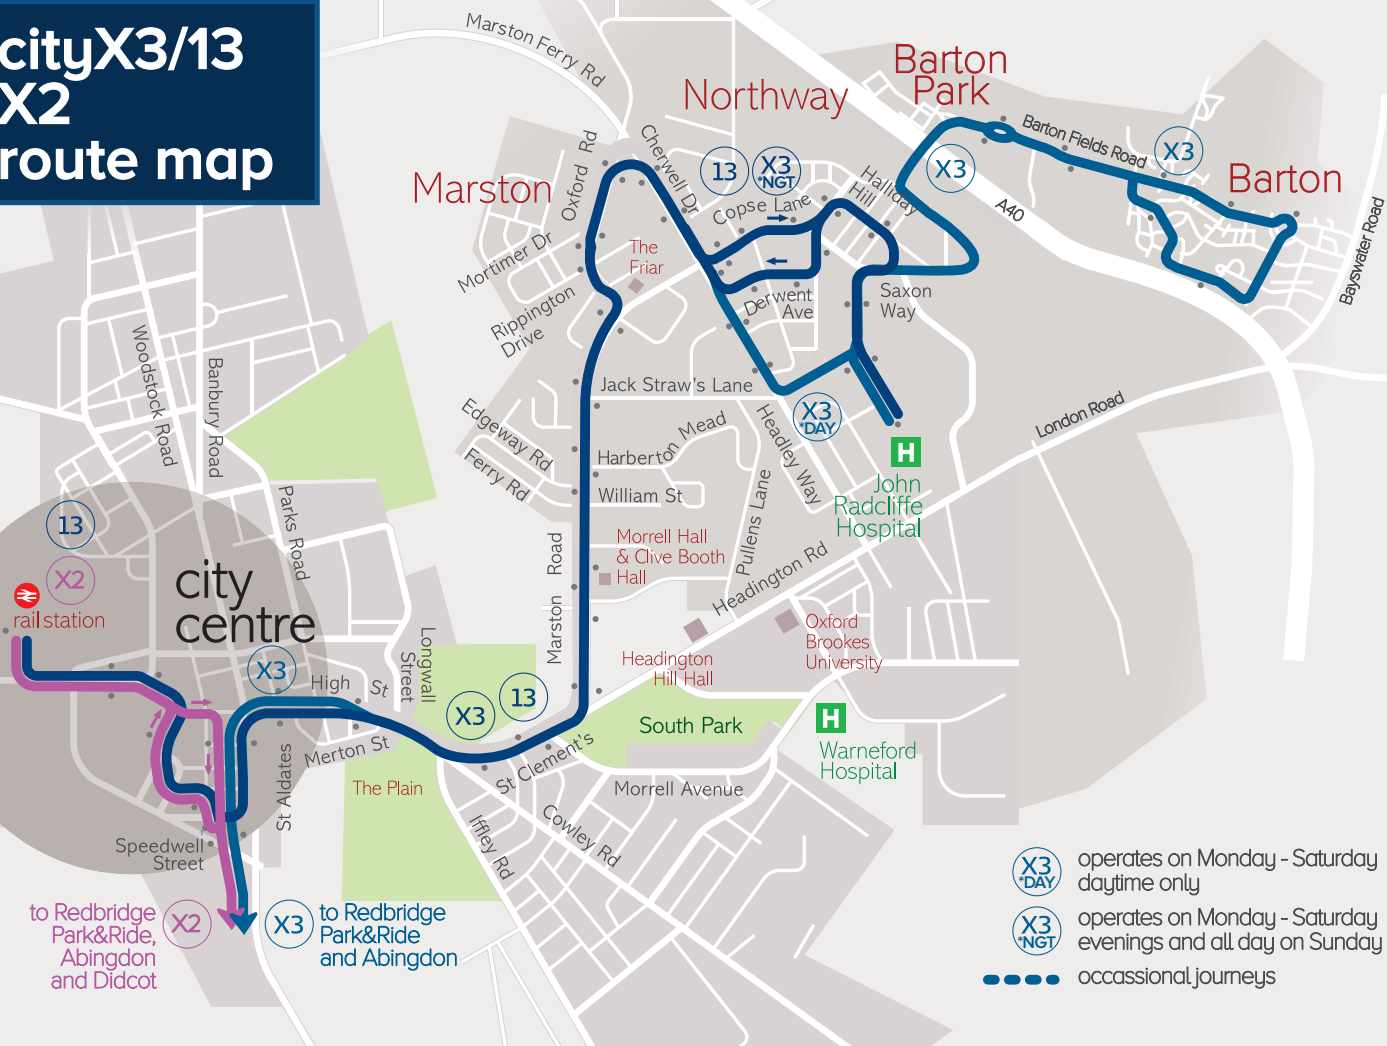 cityX3/13
X2
route map
Marston Ferry Rd
Northway
Barton
Park
Barton Fields Road
X3
X3
Barton
Marston
Oxford Rd
Cherwell Dr
13
X3
*NGT
Copse Lane
Halliday
Hill
A40
Bayswater Road
Mortimer Dr
The
Friar
Rippington
Drive
Derwent
Ave
Saxon
Way
Woodstock Road
Banbury Road
Jack Straw's Lane
X3
*DAY
London Road
Edgeway Rd
Ferry Rd
Harberton Mead
William St
Headley Way
Pullens Lane
H
John
Radcliffe
Hospital
Parks Road
13
X2
rail station
city
centre
Marston Road
Morrell Hall
& Clive Booth
Hall
Headington Rd
Oxford
Brookes
University
Headington
Hill Hall
Longwall
Street
X3
High St
X3
13
South Park
H
Warneford
Hospital
Merton St
St Aldates
St Clement's
The Plain
Morrell Avenue
Iffley Rd
Cowley Rd
Speedwell
Street
to Redbridge
Park&Ride,
Abingdon
and Didcot
X2
X3
to Redbridge
Park&Ride
and Abingdon
X3
*DAY
operates on Monday - Saturday
daytime only
X3
*NGT
operates on Monday - Saturday
evenings and all day on Sunday
occassional journeys